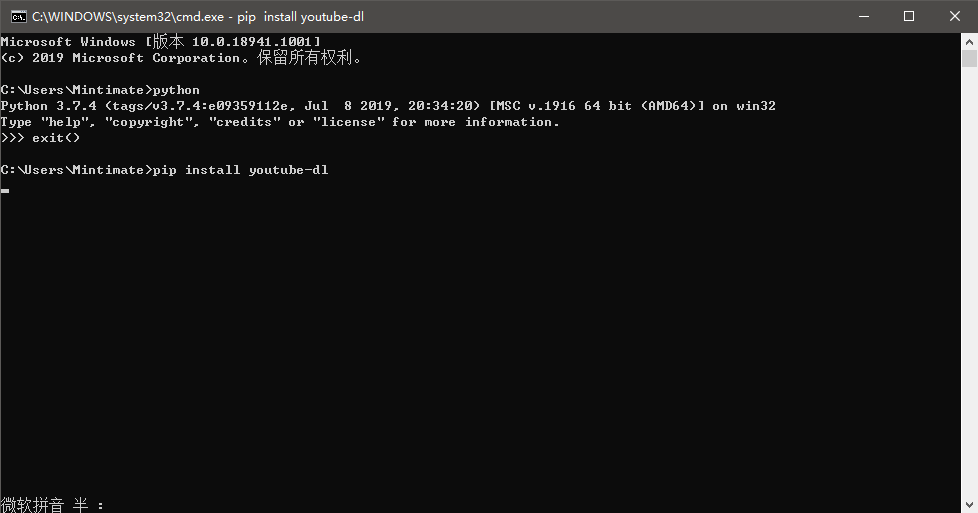 C:\WINDOWS\system32\cmd.exe - pip  install youtube-dl
Microsoft Windows [版本 10.0.18941.1001]
(c) 2019 Microsoft Corporation。保留所有权利。
C:\Users\Mintimate>python
Python 3.7.4 (tags/v3.7.4:e09359112e, Jul  8 2019, 20:34:20) [MSC v.1916 64 bit (AMD64)] on win32
Type "help", "copyright", "credits" or "license" for more information.
>>> exit()
C:\Users\Mintimate>pip install youtube-dl
微软拼音 半 :